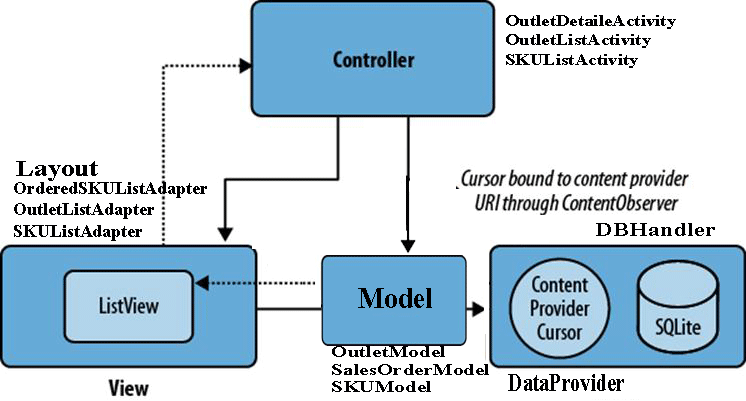 OutletDetaileActivity
OutletListActivity
SKUListActivity
Controller
Layout
OrderedSKUListAdapter
OutletListAdapter
SKUListAdapter
Cursor bound to content provider
URI through ContentObserver
DBHandler
ListView
Model
Content
Provider
Cursor
SQLite
OutletModel
SalesOrderModel
SKUModel
View
DataProvider